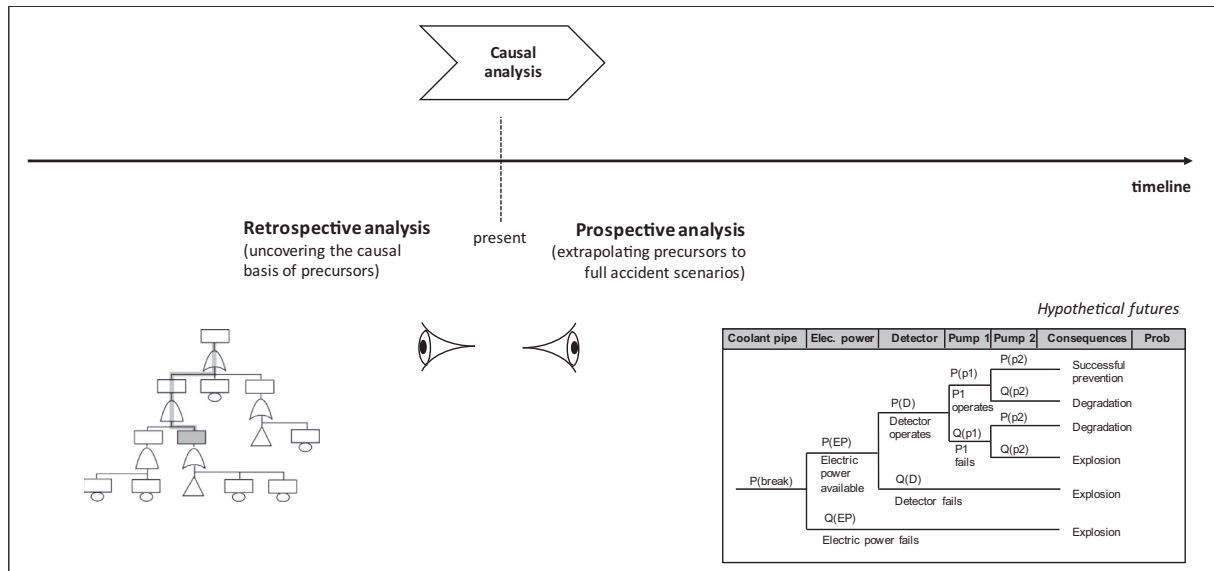 Causal
analysis
timeline
Retrospective analysis
(uncovering the causal
basis of precursors)
present
Prospective analysis
(extrapolating precursors to
full accident scenarios)
Hypothetical futures
Coolant pipe Elec. power Detector Pump 1 Pump 2 Consequences Prob
P(break)
P(EP)
Electric
power
available
Q(EP)
Electric power fails
P(D)
Detector
operates
Q(D)
Detector fails
P(p1)
P1
operates
Q(p1)
P1
fails
P(p2)
Q(p2)
P(p2)
Q(p2)
Successful
prevention
Degradation
Degradation
Explosion
Explosion
Explosion